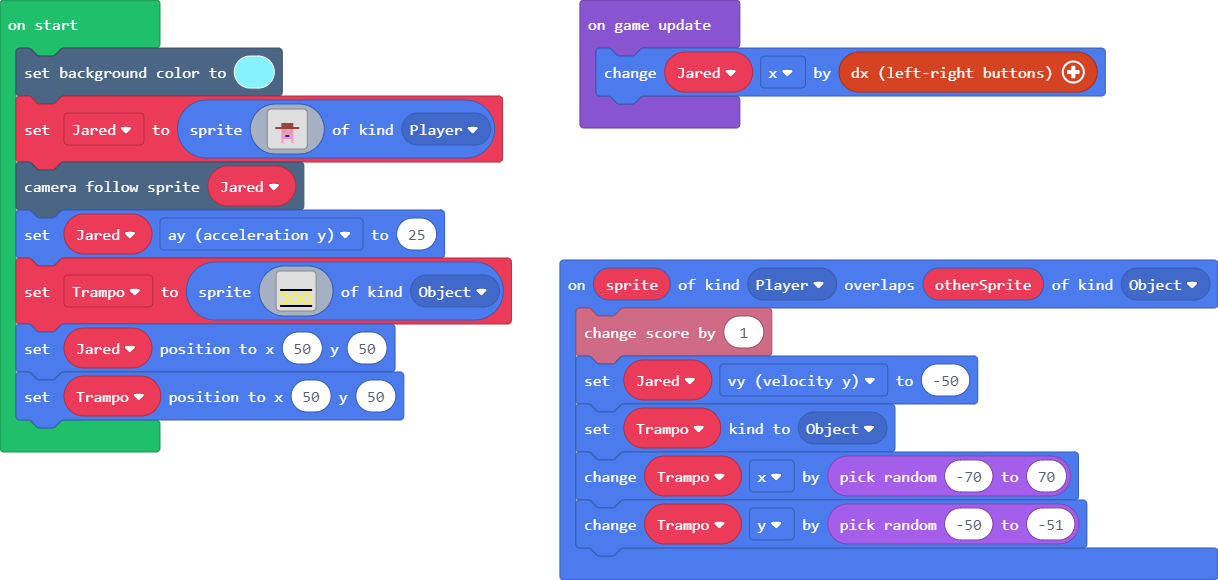 on start
set background color to
set Jared to sprite of kind Player
camera follow sprite Jared
set Jared ay (acceleration y) to 25
set Trampo to sprite of kind Object
set Jared position to x 50 y 50
set Trampo position to x 50 y 50
on game update
change Jared x by dx (left-right buttons)
on sprite of kind Player overlaps otherSprite of kind Object
change score by 1
set Jared vy (velocity y) to -50
set Trampo kind to Object
change Trampo x by pick random -70 to 70
change Trampo y by pick random -50 to -51